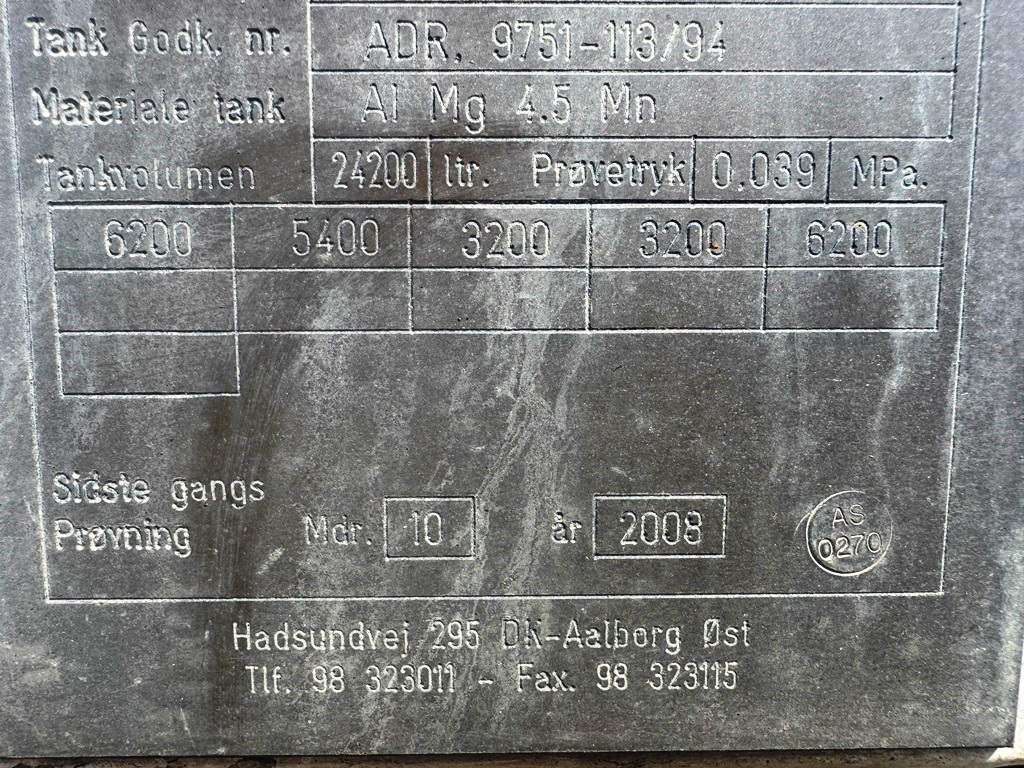 Tank Godk. nr. ADR. 9751-113/94
Materiale tank Al Mg 4.5 Mn
Tankvolumen 24200 ltr. Prøvetryk 0.039 MPa.
6200 5400 3200 3200 6200
Sidste gangs
Prøvning Mdr. 10 år 2008
AS
0270
Hadsundvej 295 DK-Aalborg Øst
Tlf. 98 323011 - Fax. 98 323115